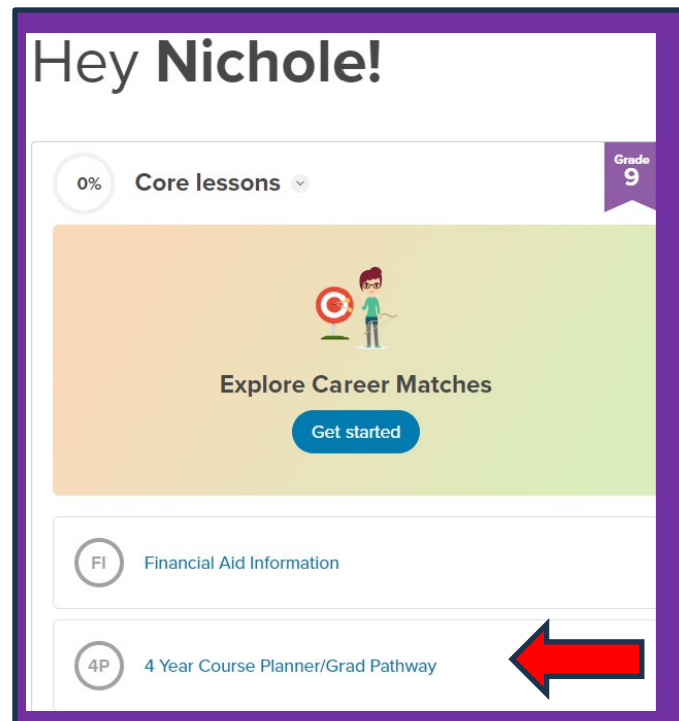 Hey Nichole!
Grade
9
0% Core lessons
Explore Career Matches
Get started
FI Financial Aid Information
4P 4 Year Course Planner/Grad Pathway